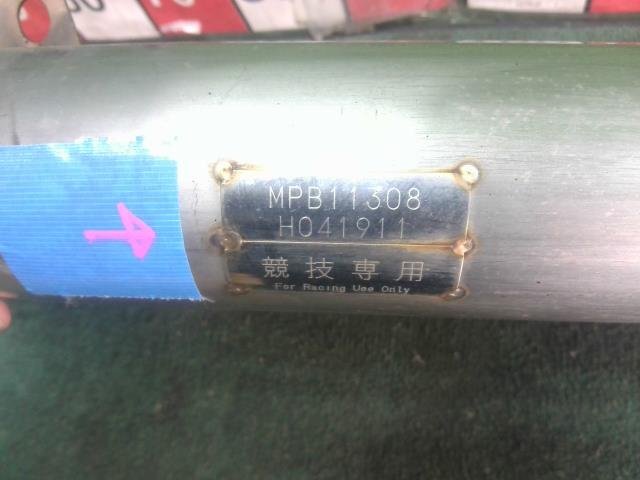 MPB11308
H041911
競技専用
For Racing Use Only